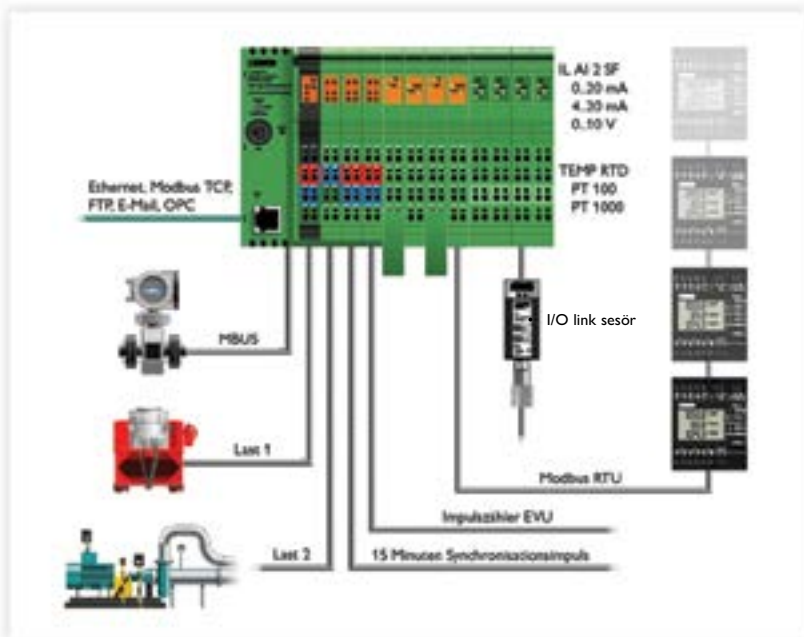 IL AI 2 SF
0..20 mA
4..20 mA
0..10 V
TEMP RTD
PT 100
PT 1000
Ethernet, Modbus TCP,
FTP, E-Mail, OPC
I/O link sesör
MBUS
Last 1
Modbus RTU
Impulszähler EVU
Last 2
15 Minuten Synchronisationsimpuls